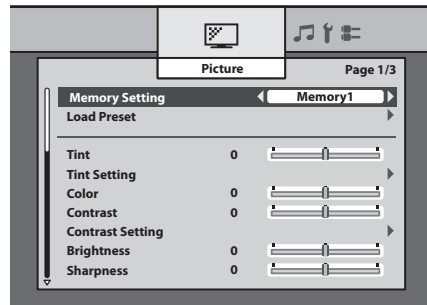 Picture
Page 1/3
Memory Setting Memory1
Load Preset
Tint 0
Tint Setting
Color 0
Contrast 0
Contrast Setting
Brightness 0
Sharpness 0